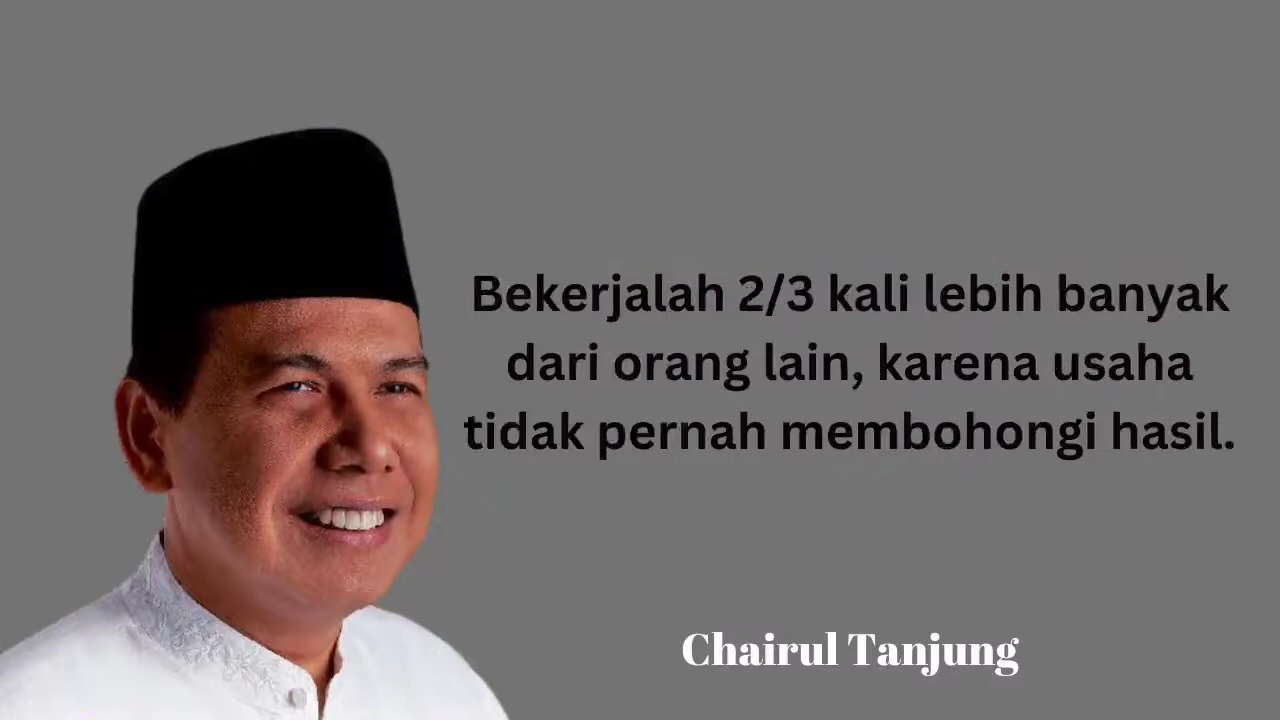 Bekerjalah 2/3 kali lebih banyak
dari orang lain, karena usaha
tidak pernah membohongi hasil.
Chairul Tanjung